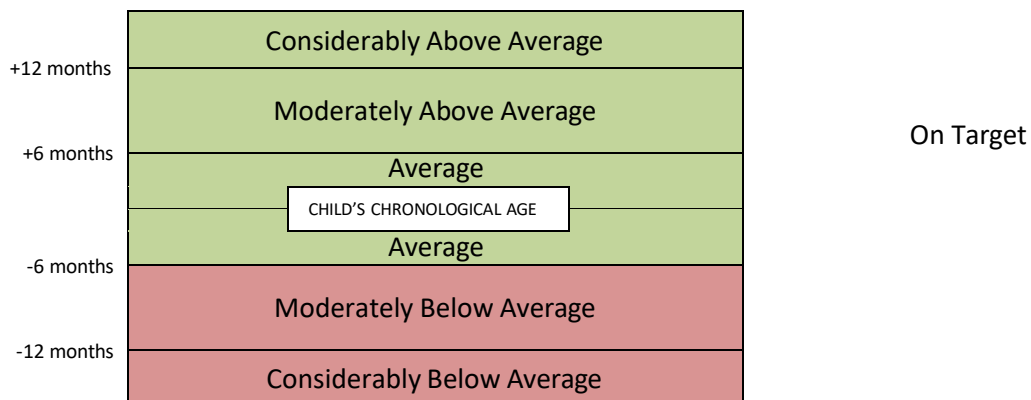 Considerably Above Average
+12 months
Moderately Above Average
On Target
+6 months
Average
CHILD'S CHRONOLOGICAL AGE
Average
-6 months
Moderately Below Average
-12 months
Considerably Below Average